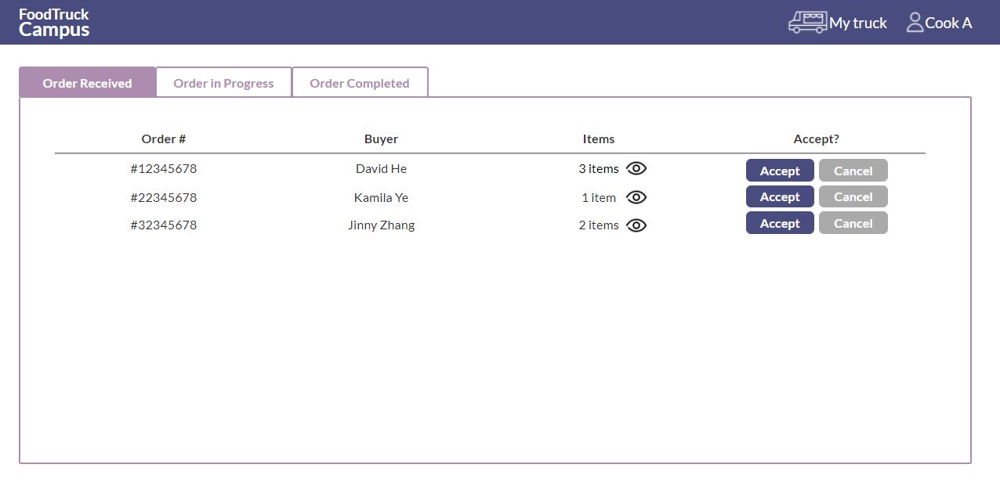 FoodTruck
Campus
My truck
Cook A
Order Received
Order in Progress
Order Completed
Order # Buyer Items Accept?
#12345678 David He 3 items Accept Cancel
#22345678 Kamila Ye 1 item Accept Cancel
#32345678 Jinny Zhang 2 items Accept Cancel